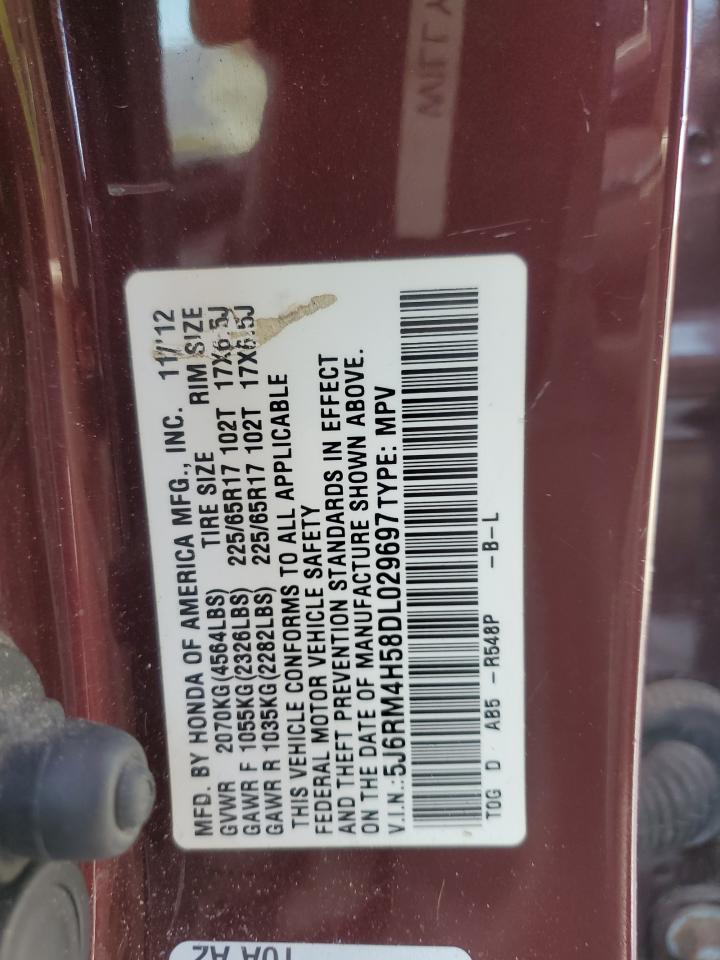 MFD. BY HONDA OF AMERICA MFG., INC. 11/'12
GVWR 2070KG(4564LBS) TIRE SIZE RIM SIZE
GAWR F 1055KG(2326LBS) 225/65R17 102T 17X6.5J
GAWR R 1035KG(2282LBS) 225/65R17 102T 17X6.5J
THIS VEHICLE CONFORMS TO ALL APPLICABLE
FEDERAL MOTOR VEHICLE SAFETY
AND THEFT PREVENTION STANDARDS IN EFFECT
ON THE DATE OF MANUFACTURE SHOWN ABOVE.
V.I.N.:5J6RM4H58DL029697TYPE: MPV
T0G D AB5 -R548P -B-L